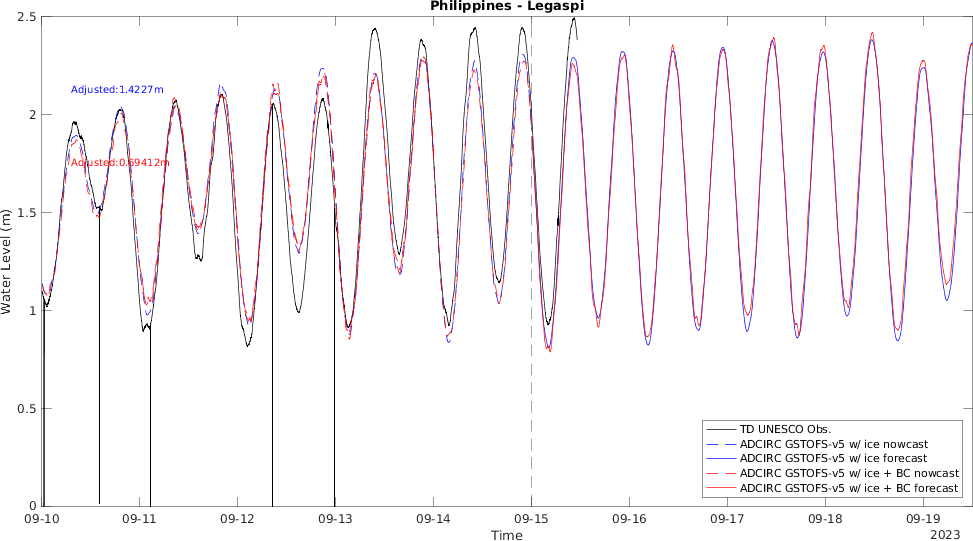 Philippines - Legaspi
2.5
2
1.5
1
0.5
0
Water Level (m)
Adjusted:1.4227m
Adjusted:0.69412m
TD UNESCO Obs.
ADCIRC GSTOFS-v5 w/ ice nowcast
ADCIRC GSTOFS-v5 w/ ice forecast
ADCIRC GSTOFS-v5 w/ ice + BC nowcast
ADCIRC GSTOFS-v5 w/ ice + BC forecast
09-10 09-11 09-12 09-13 09-14 09-15 09-16 09-17 09-18 09-19
Time
2023